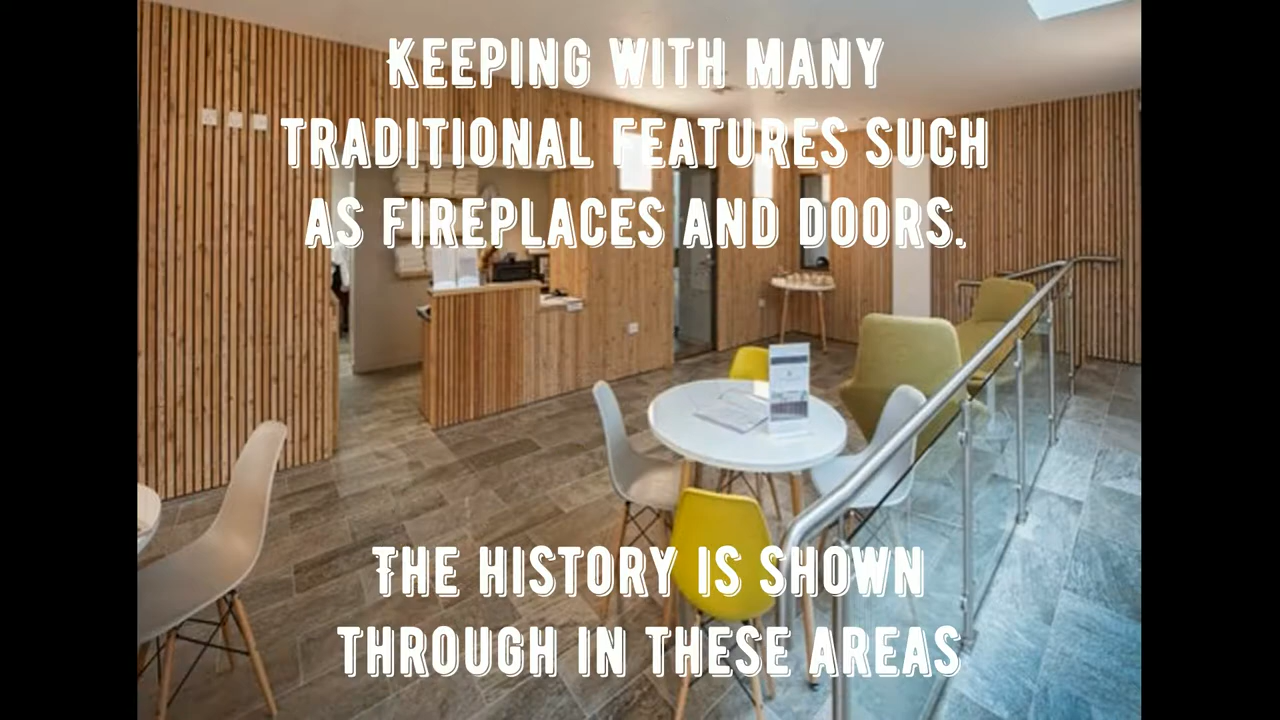 KEEPING WITH MANY
TRADITIONAL FEATURES SUCH
AS FIREPLACES AND DOORS.
THE HISTORY IS SHOWN
THROUGH IN THESE AREAS